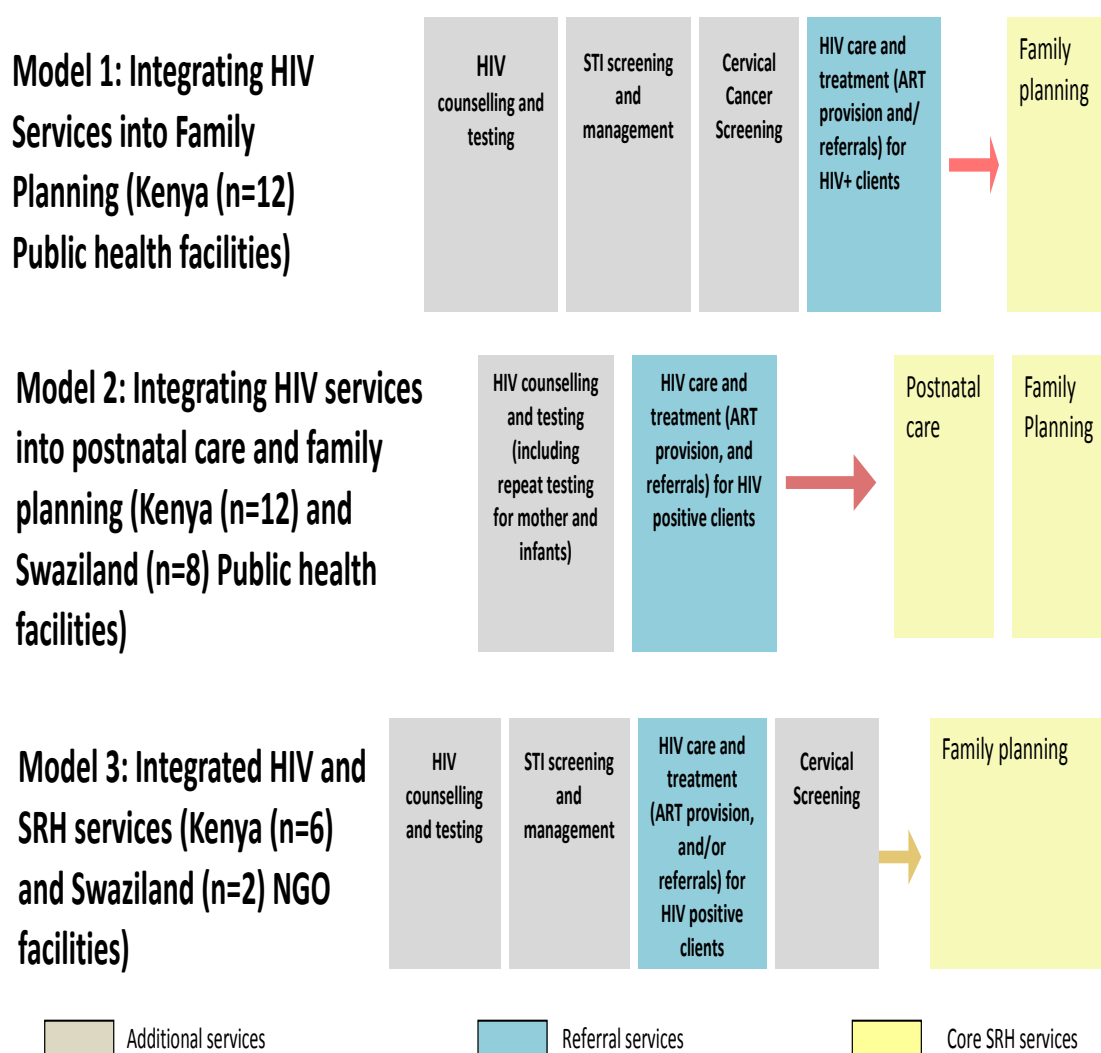 Model 1: Integrating HIV
Services into Family
Planning (Kenya (n=12)
Public health facilities)
HIV
counselling and
testing
STI screening
and
management
Cervical
Cancer
Screening
HIV care and
treatment (ART
provision and/
referrals) for
HIV+ clients
Family
planning
Model 2: Integrating HIV services
into postnatal care and family
planning (Kenya (n=12) and
Swaziland (n=8) Public health
facilities)
HIV counselling
and testing
(including
repeat testing
for mother and
infants)
HIV care and
treatment (ART
provision, and
referrals) for HIV
positive clients
Postnatal
care
Family
Planning
Model 3: Integrated HIV and
SRH services (Kenya (n=6)
and Swaziland (n=2) NGO
facilities)
HIV
counselling
and testing
STI screening
and
management
HIV care and
treatment
(ART provision,
and/or
referrals) for
HIV positive
clients
Cervical
Screening
Family planning
Additional services
Referral services
Core SRH services